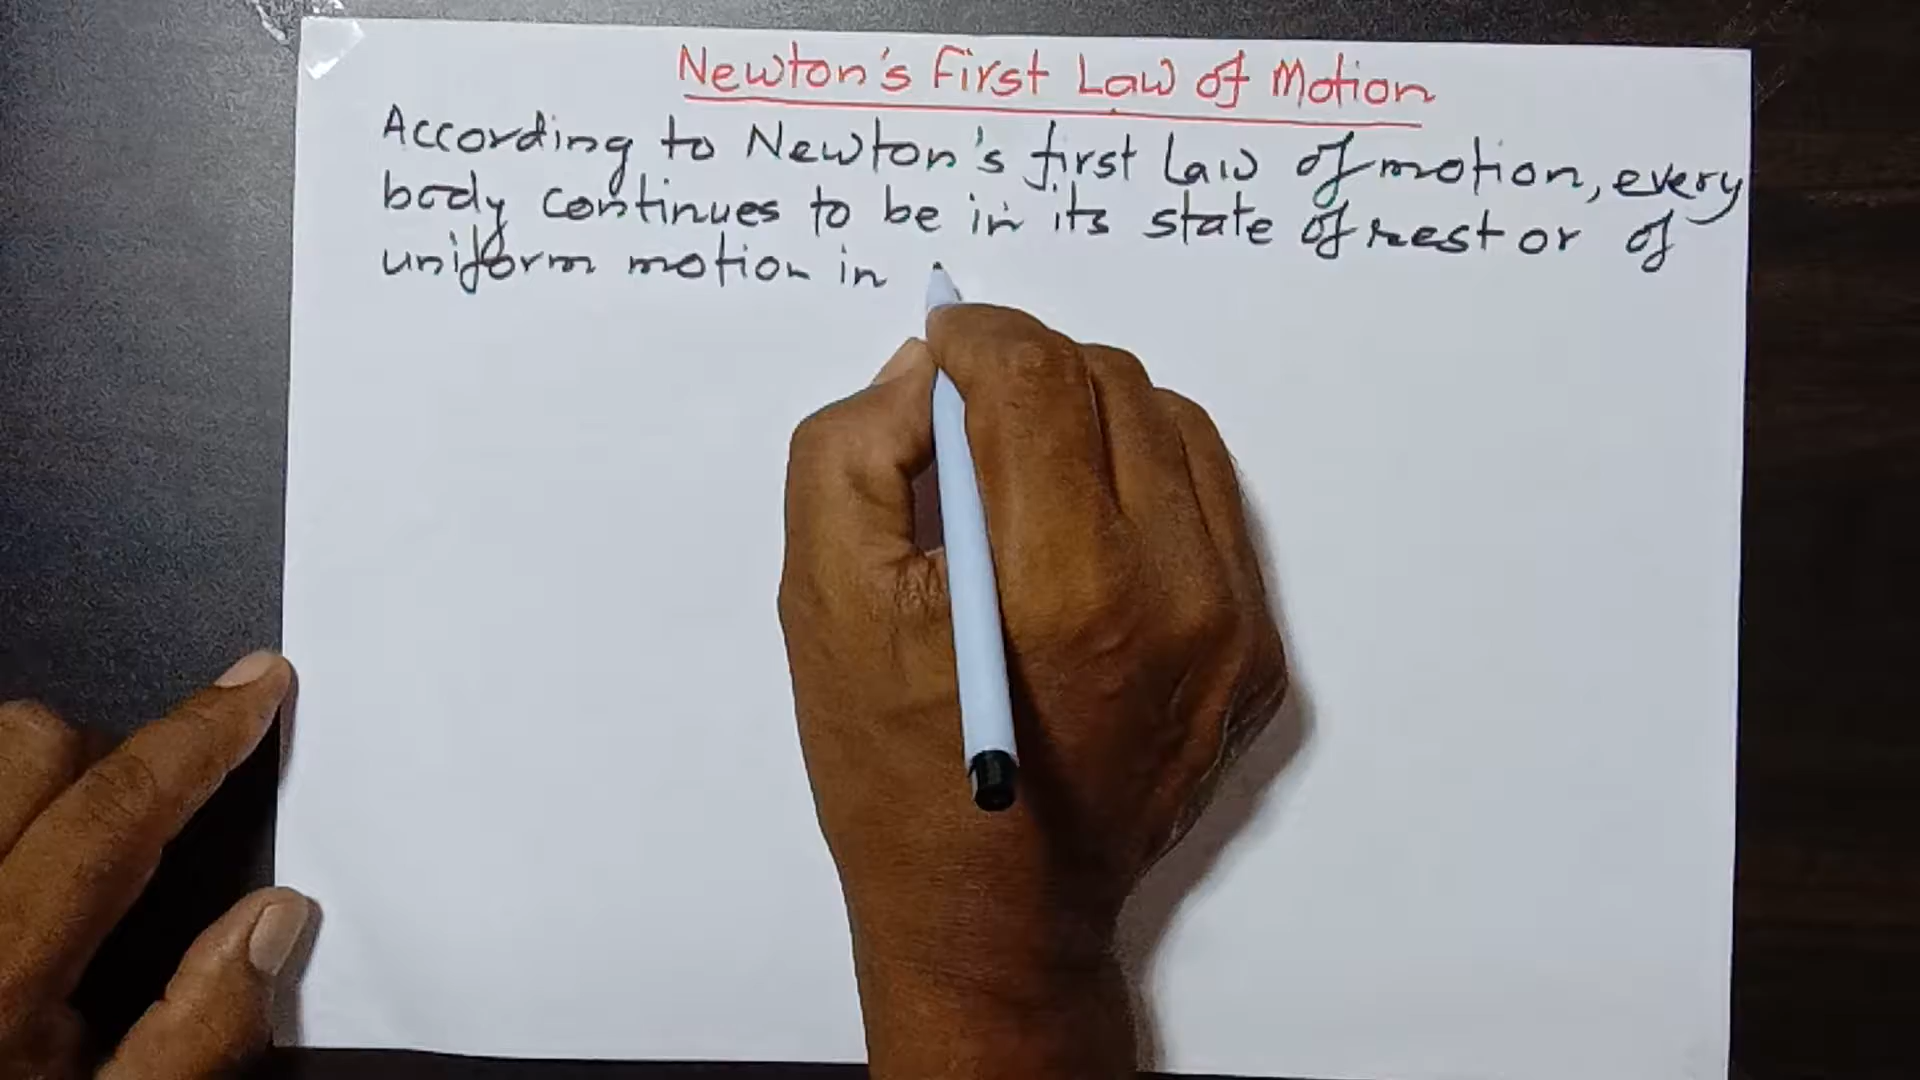 Newton's First Law of Motion
According to Newton's first Law of motion, every
body continues to be in its state of rest or of
uniform motion in